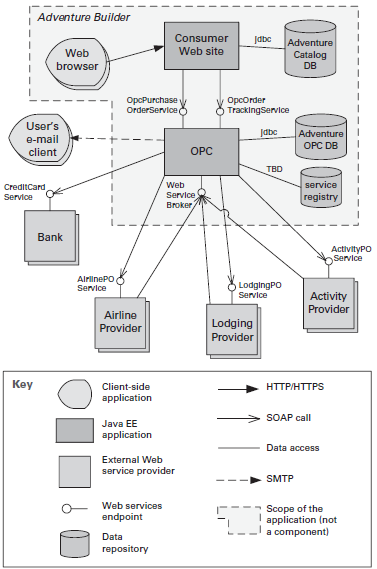 Adventure Builder
Consumer
Web site
Web
browser
jdbc
Adventure
Catalog
DB
OpcPurchase
OrderService
OpcOrder
TrackingService
User's
e-mail
client
OPC
jdbc
Adventure
OPC DB
TBD
service
registry
CreditCard
Service
Web
Service
Broker
Bank
ActivityPO
Service
AirlinePO
Service
LodgingPO
Service
Airline
Provider
Lodging
Provider
Activity
Provider
Key
Client-side
application
HTTP/HTTPS
Java EE
application
SOAP call
Data access
External Web
service provider
SMTP
Web services
endpoint
Scope of the
application (not
a component)
Data
repository